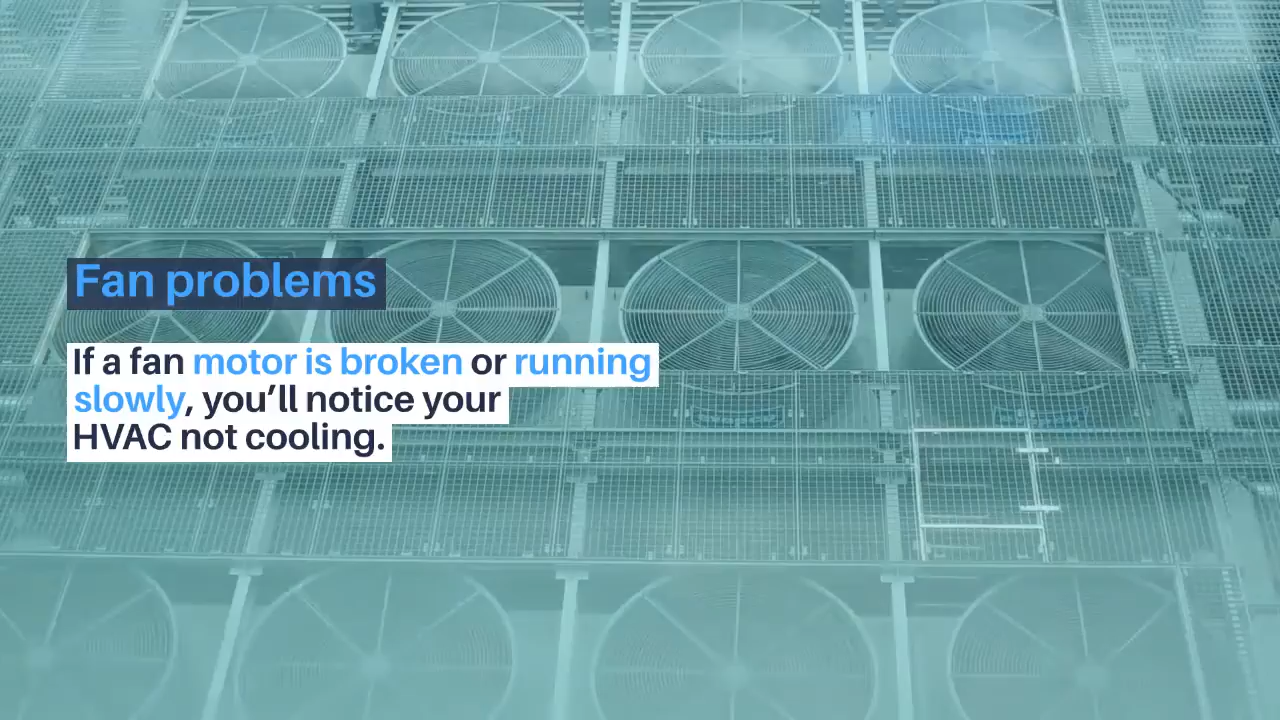 Fan problems
If a fan motor is broken or running
slowly, you’ll notice your
HVAC not cooling.